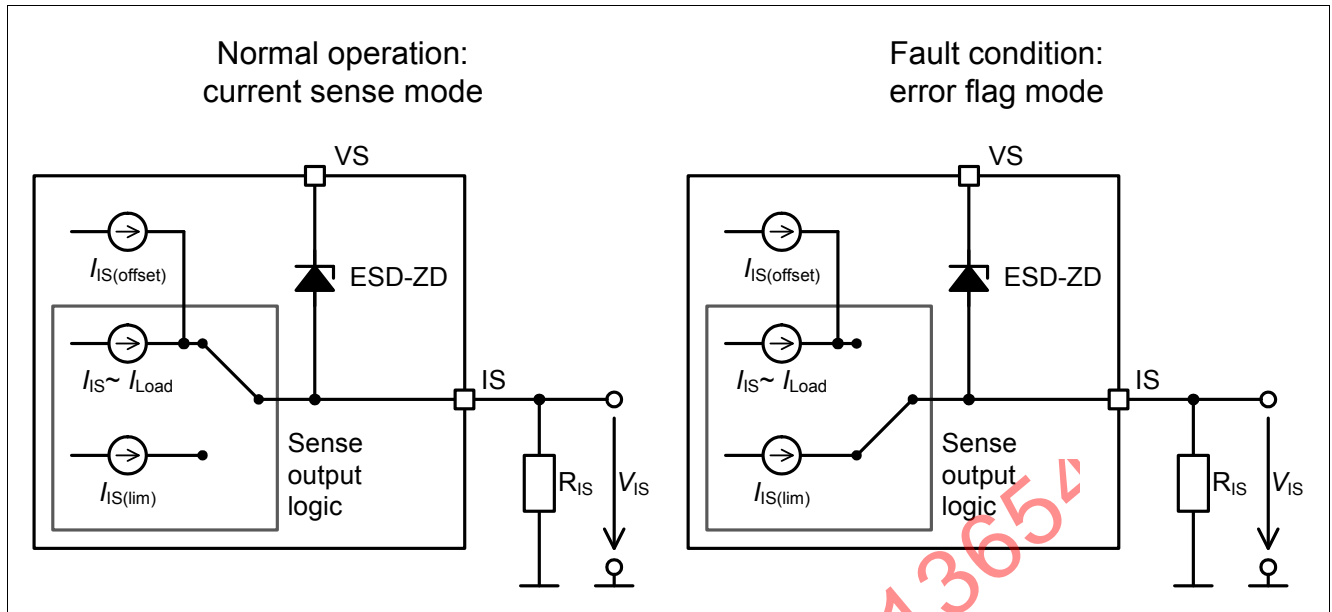 Normal operation:
current sense mode
VS
I_IS(offset)
ESD-ZD
I_IS~ I_Load
IS
I_IS(lim)
Sense
output
logic
R_IS
V_IS
Fault condition:
error flag mode
VS
I_IS(offset)
ESD-ZD
I_IS~ I_Load
IS
I_IS(lim)
Sense
output
logic
R_IS
V_IS